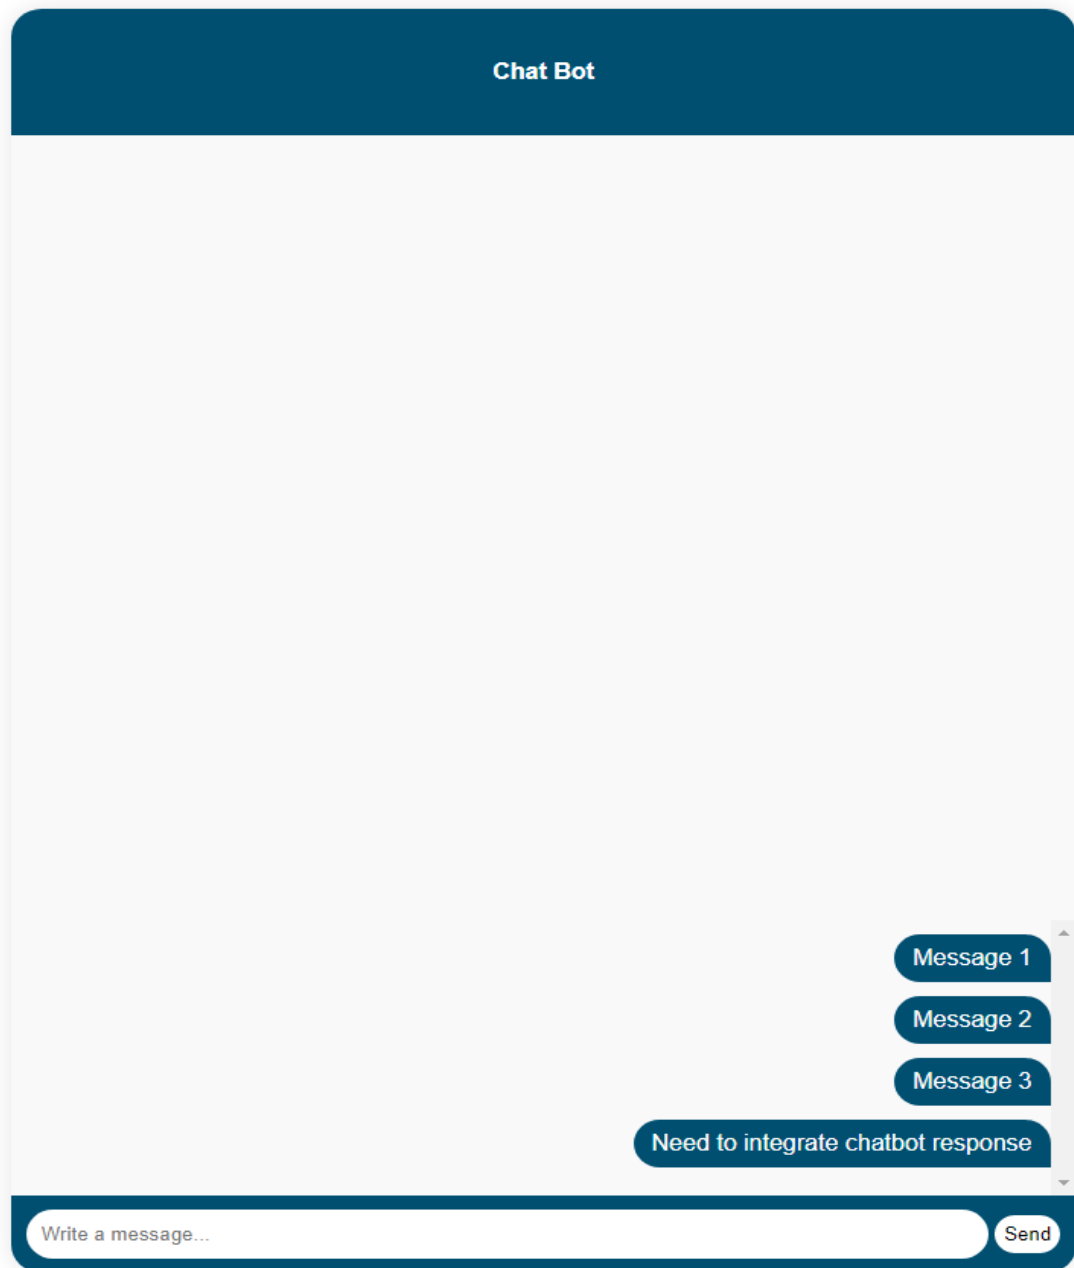 Chat Bot
Message 1
Message 2
Message 3
Need to integrate chatbot response
Write a message...
Send